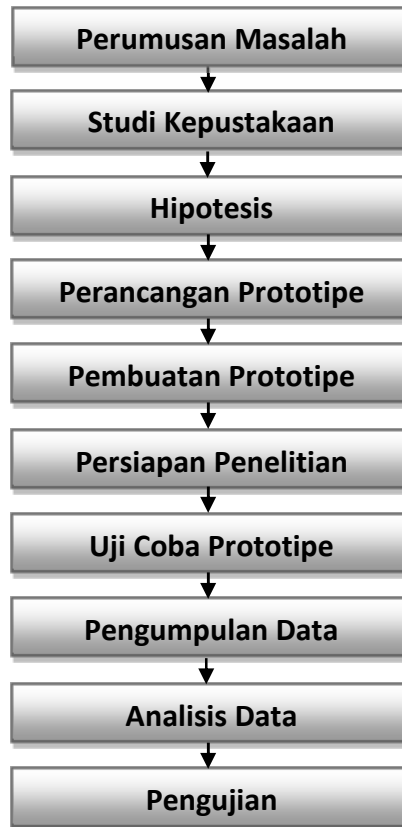 Perumusan Masalah
Studi Kepustakaan
Hipotesis
Perancangan Prototipe
Pembuatan Prototipe
Persiapan Penelitian
Uji Coba Prototipe
Pengumpulan Data
Analisis Data
Pengujian